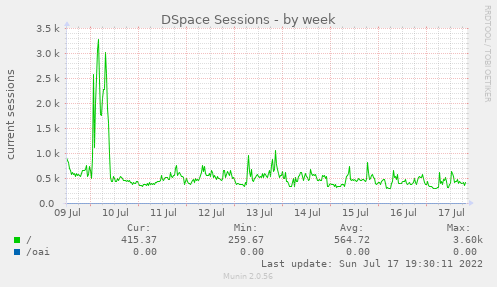 DSpace Sessions - by week
RRDTOOL / TOBI OETIKER
current sessions
3.5 k
3.0 k
2.5 k
2.0 k
1.5 k
1.0 k
0.5 k
0.0
09 Jul 10 Jul 11 Jul 12 Jul 13 Jul 14 Jul 15 Jul 16 Jul 17 Jul
Cur: Min: Avg: Max:
/ 415.37 259.67 564.72 3.60k
/oai 0.00 0.00 0.00 0.00
Last update: Sun Jul 17 19:30:11 2022
Munin 2.0.56